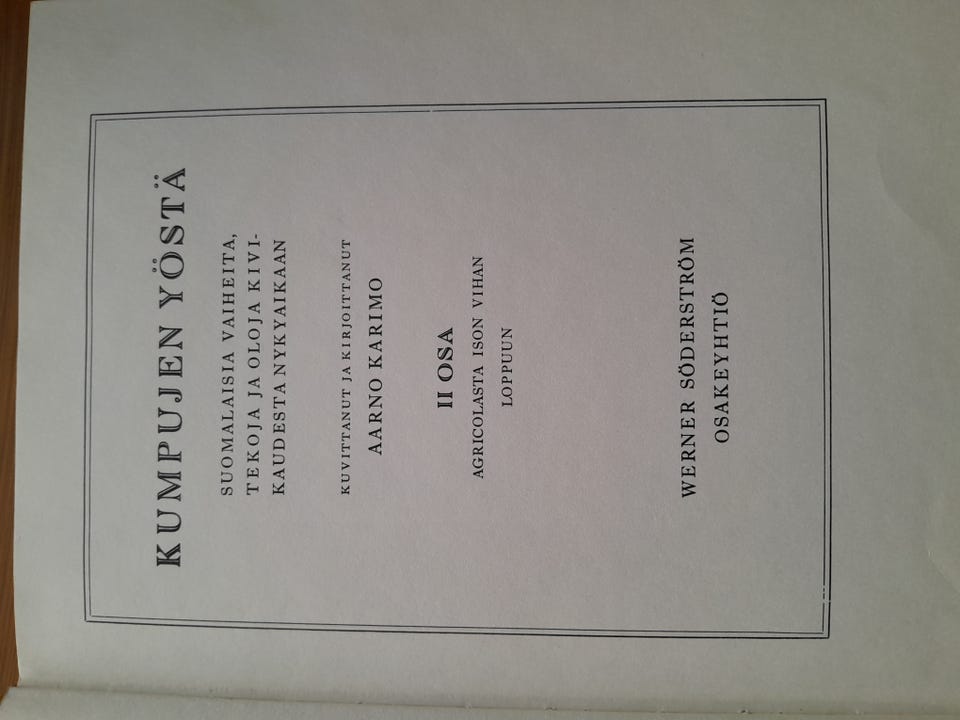 KUMPUJEN YÖSTÄ
SUOMALAISIA VAIHEITA,
TEKOJA JA OLOJA KIVI-
KAUDESTA NYKYAIKAAN
KUVITTANUT JA KIRJOITTANUT
AARNO KARIMO
II OSA
AGRICOLASTA ISON VIHAN
LOPPUUN
WERNER SÖDERSTRÖM
OSAKEYHTIÖ